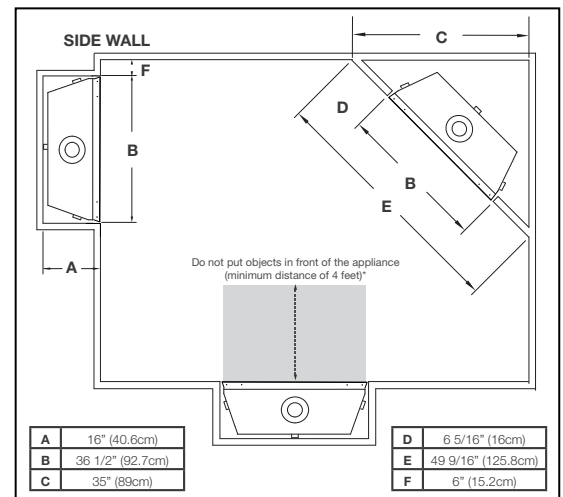 SIDE WALL
C
F
D
B
B
E
A
Do not put objects in front of the appliance
(minimum distance of 4 feet)*
A 16" (40.6cm)
B 36 1/2" (92.7cm)
C 35" (89cm)
D 6 5/16" (16cm)
E 49 9/16" (125.8cm)
F 6" (15.2cm)